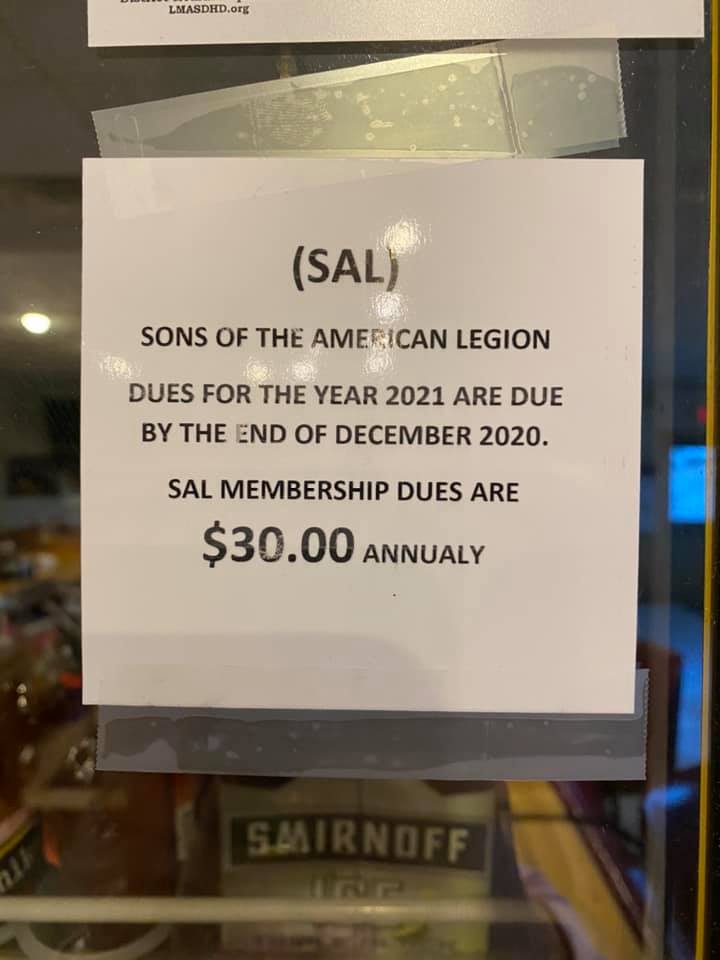 LMASDHD.org
(SAL)
SONS OF THE AMERICAN LEGION
DUES FOR THE YEAR 2021 ARE DUE
BY THE END OF DECEMBER 2020.
SAL MEMBERSHIP DUES ARE
$30.00 ANNUALY
SMIRNOFF
ICE